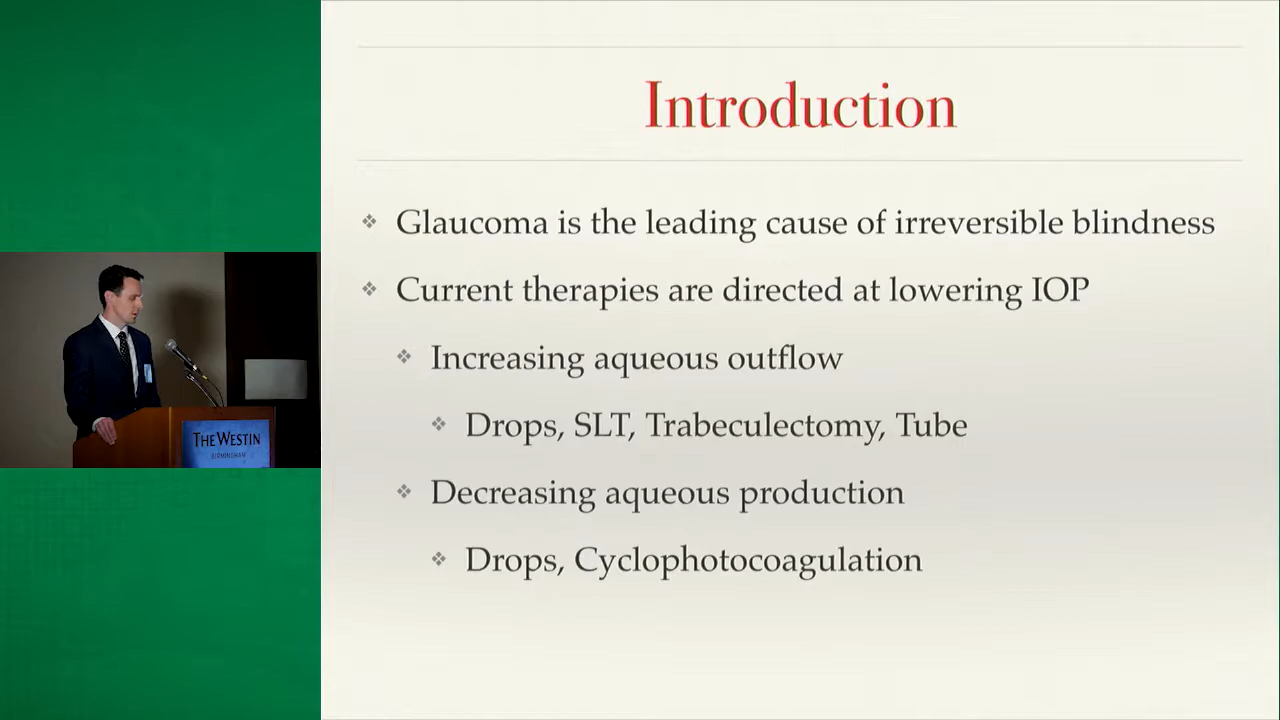 Introduction
❖ Glaucoma is the leading cause of irreversible blindness
❖ Current therapies are directed at lowering IOP
❖ Increasing aqueous outflow
❖ Drops, SLT, Trabeculectomy, Tube
❖ Decreasing aqueous production
❖ Drops, Cyclophotocoagulation
THE WESTIN
BIRMINGHAM